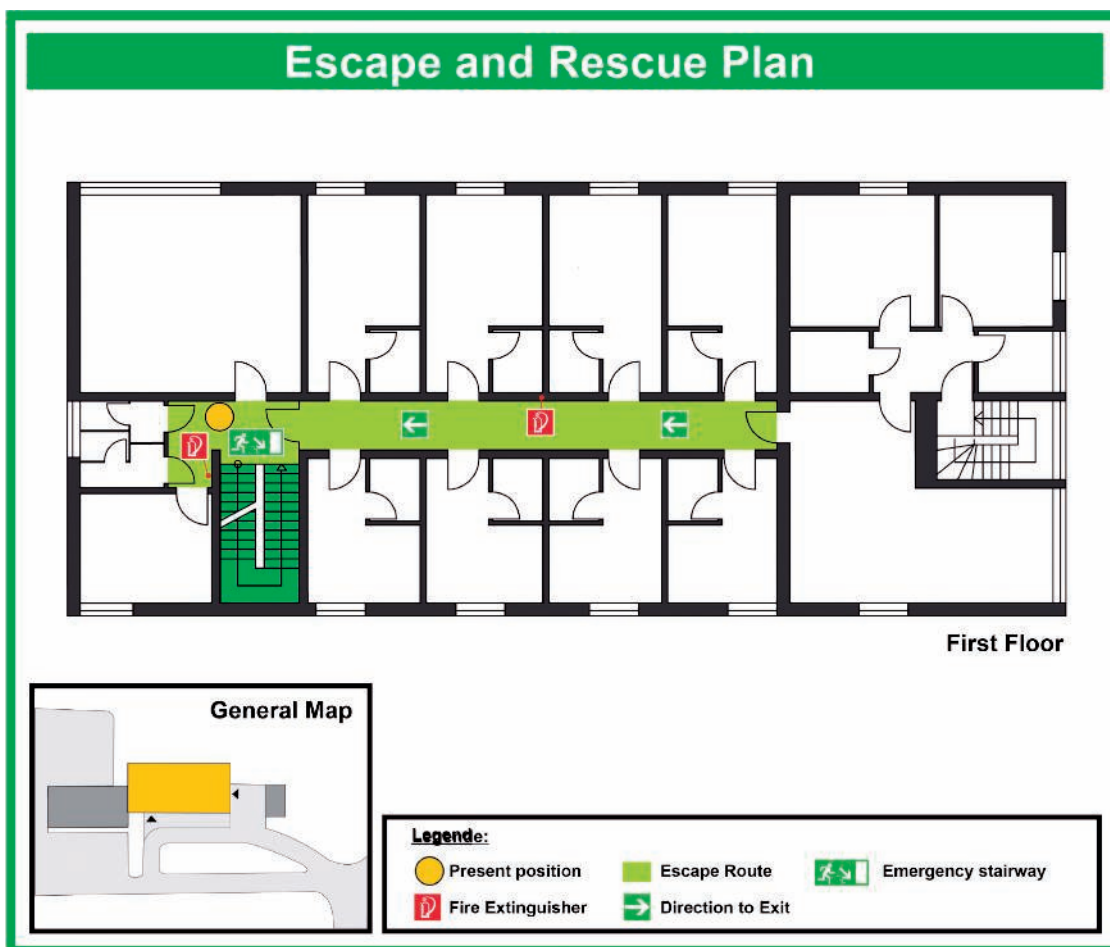 Escape and Rescue Plan
First Floor
General Map
Legende:
Present position
Escape Route
Emergency stairway
Fire Extinguisher
Direction to Exit